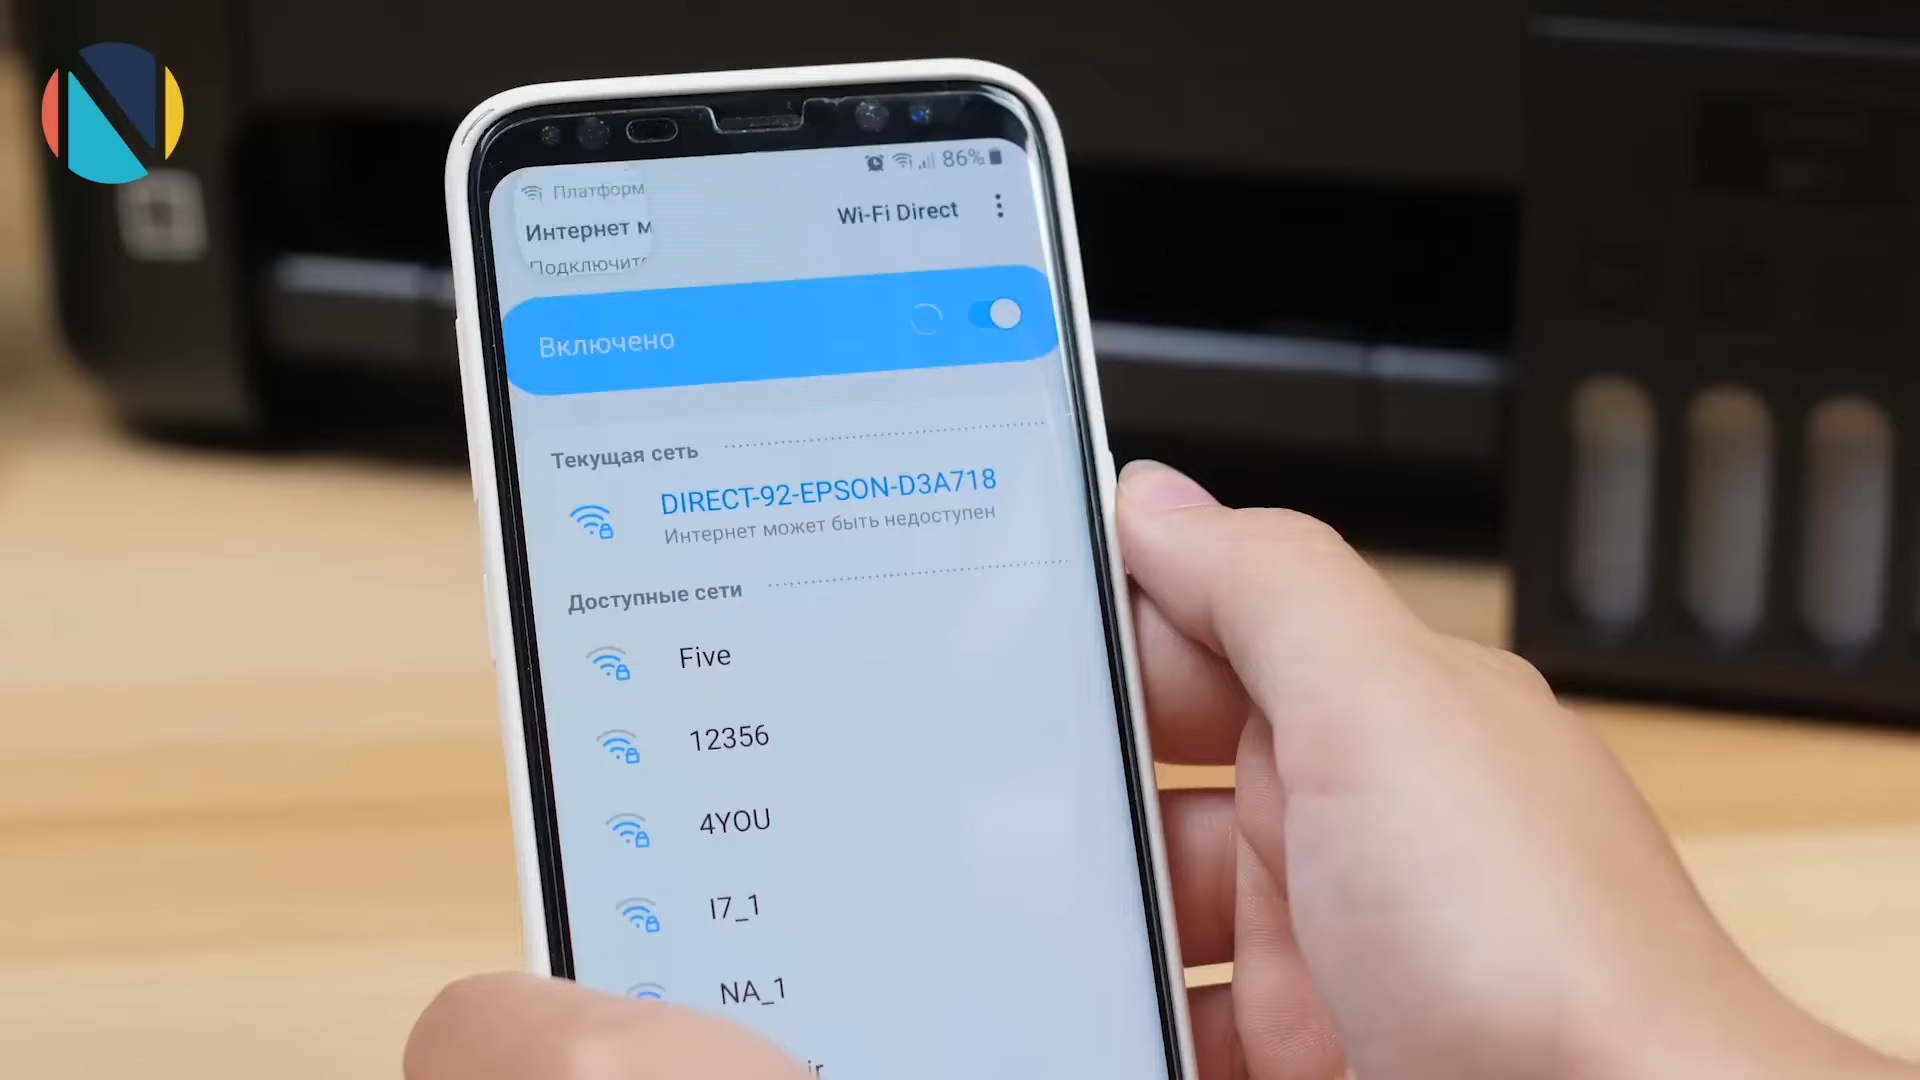 86%
Платформ
Интернет м
Подключит
Wi-Fi Direct
Включено
Текущая сеть
DIRECT-92-EPSON-D3A718
Интернет может быть недоступен
Доступные сети
Five
12356
4YOU
I7_1
NA_1
ir